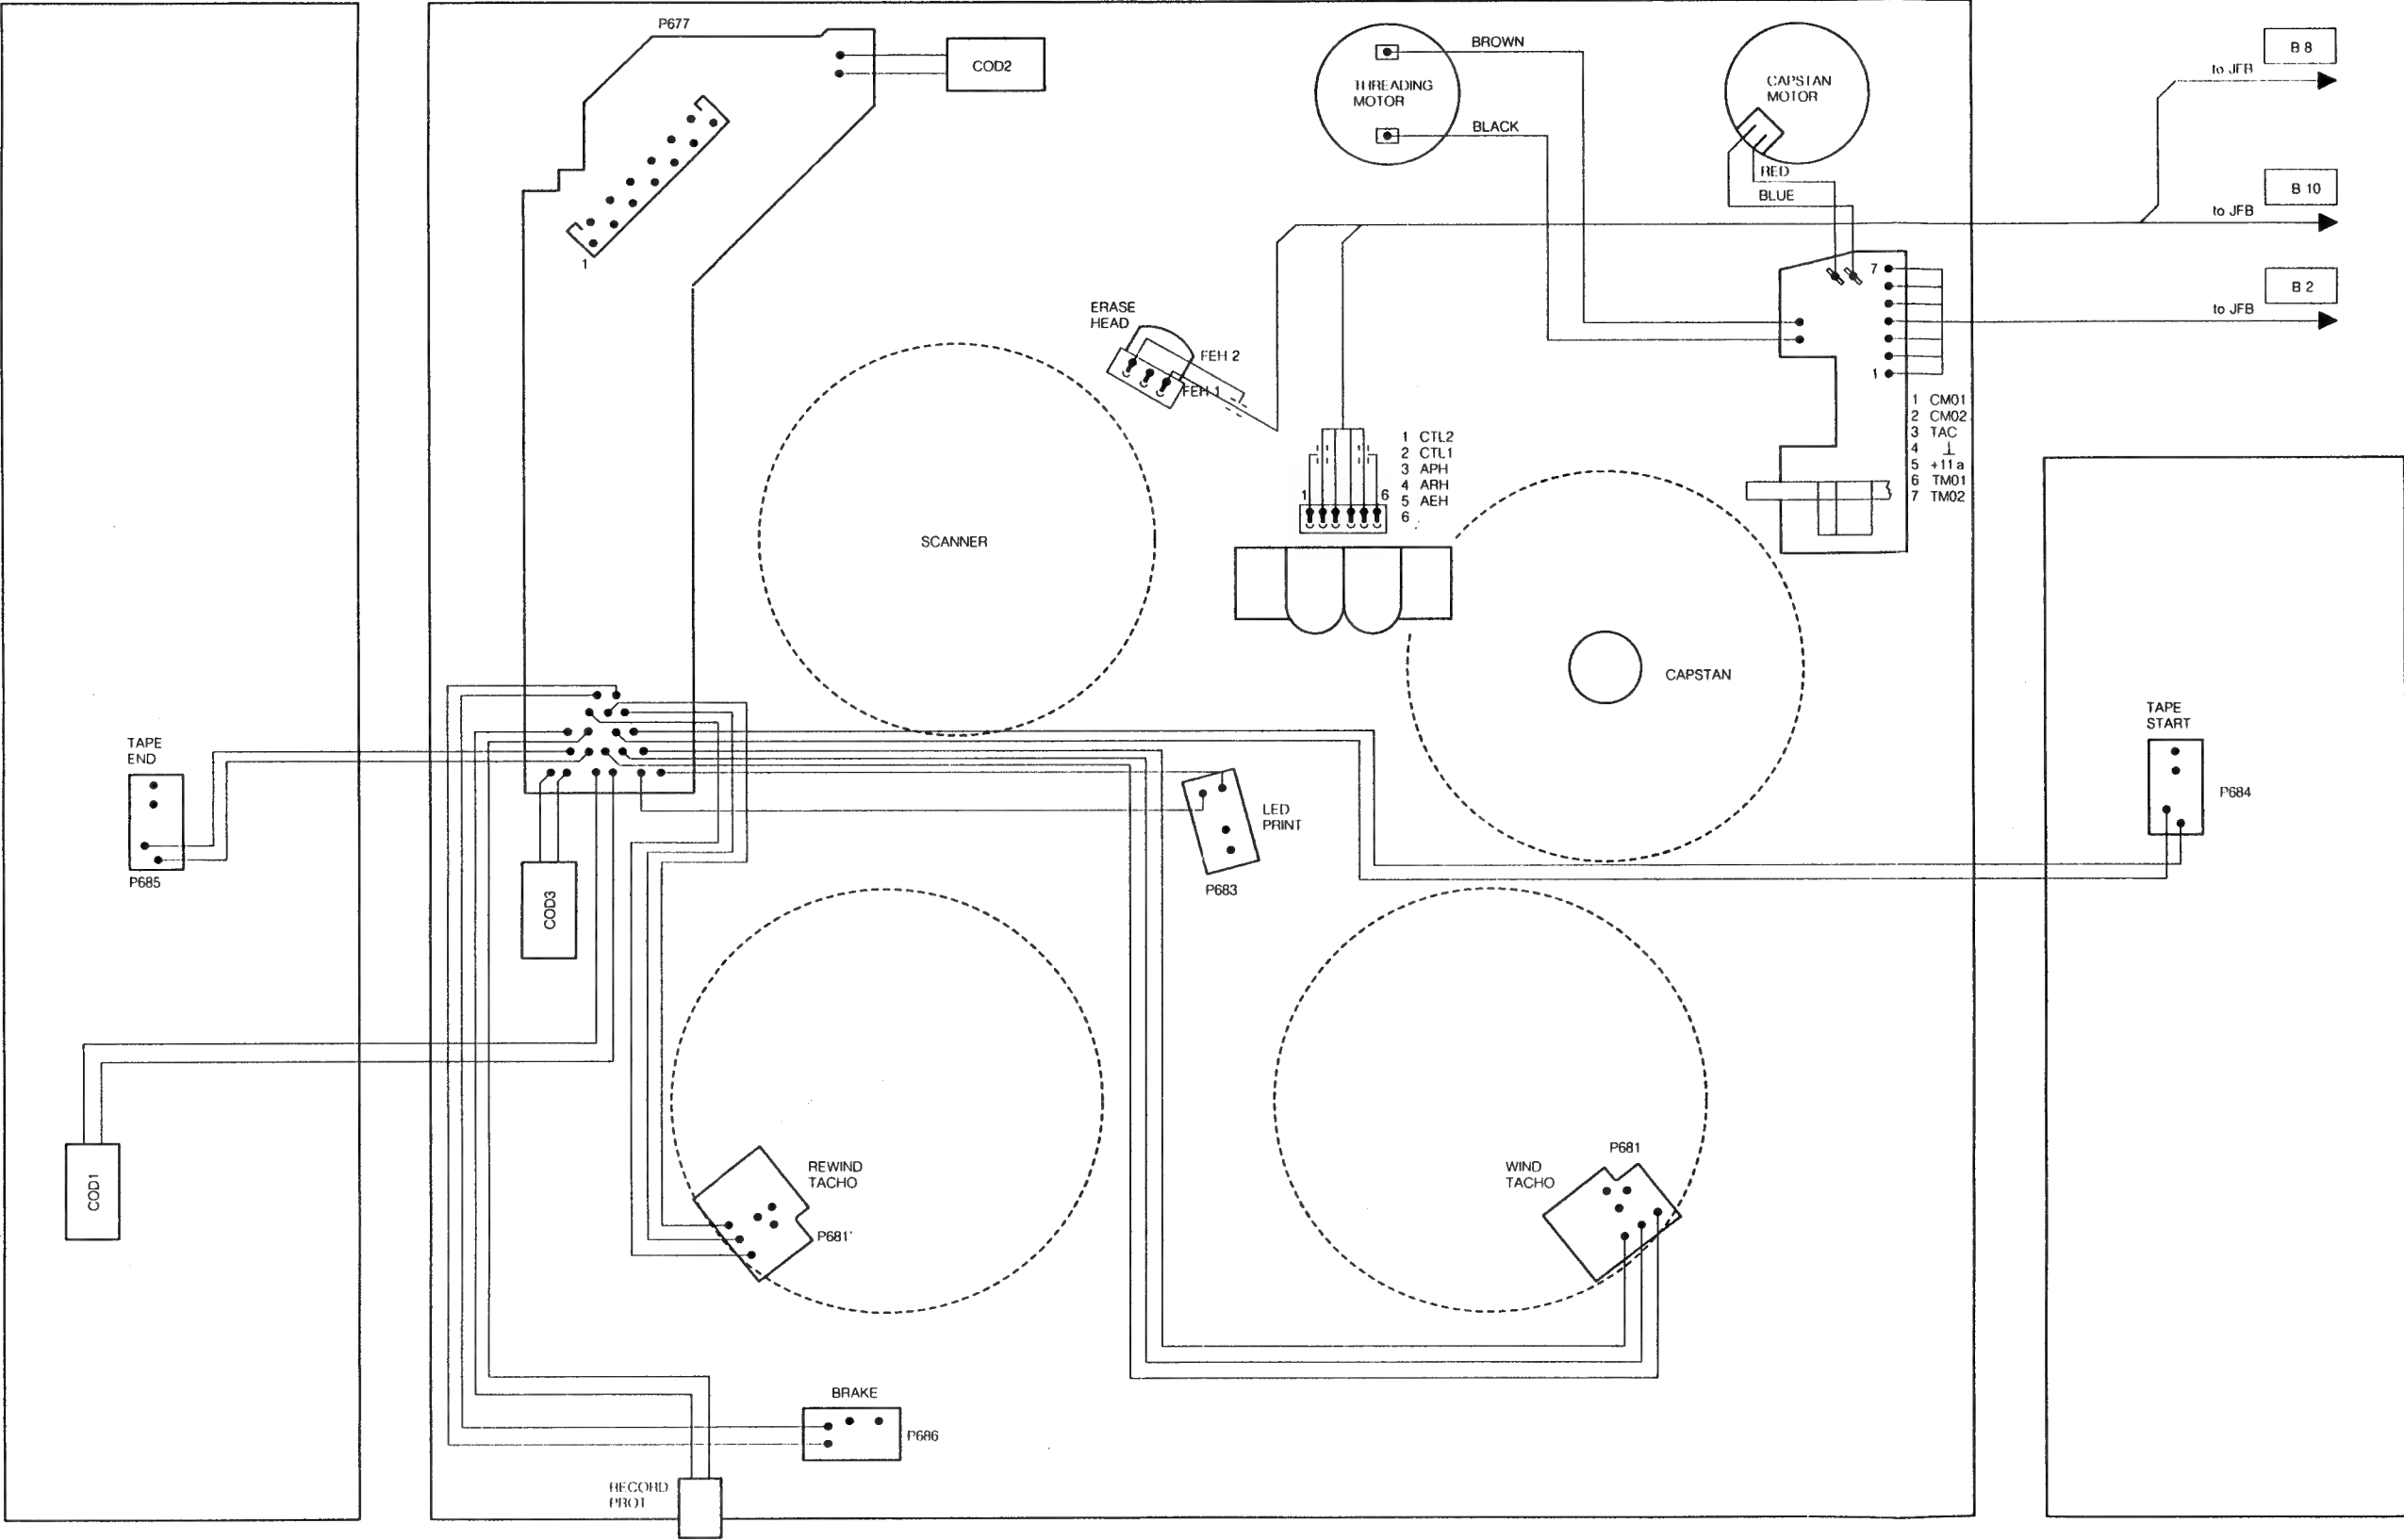 P677
COD2
1
THREADING
MOTOR
BROWN
BLACK
CAPSTAN
MOTOR
RED
BLUE
B 8
to JFB
B 10
to JFB
B 2
to JFB
7
1
1 CM01
2 CM02
3 TAC
4 ⊥
5 +11a
6 TM01
7 TM02
ERASE
HEAD
FEH 2
FEH 1
1 CTL2
2 CTL1
3 APH
4 ARH
5 AEH
6
1
6
SCANNER
CAPSTAN
TAPE
END
P685
TAPE
START
P684
LED
PRINT
P683
COD3
COD1
REWIND
TACHO
P681
WIND
TACHO
P681
BRAKE
P686
RECORD
PROT